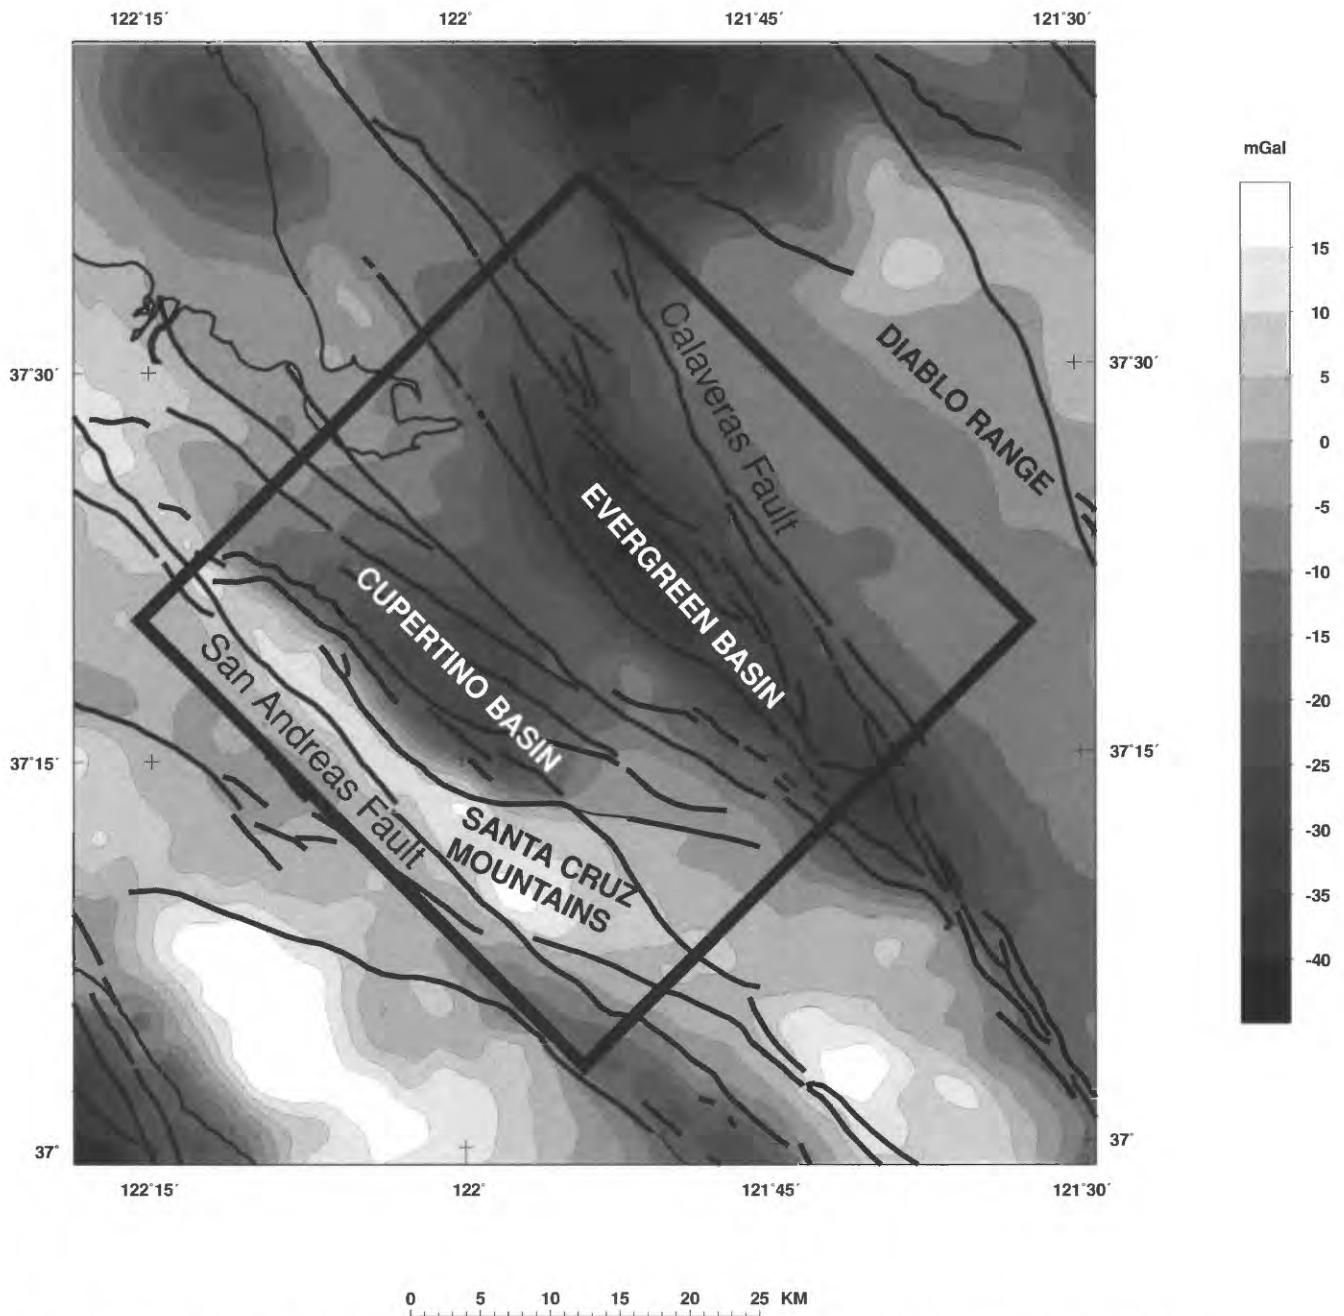 122°15´ 122° 121°45´ 121°30´
mGal
15
10
5
0
-5
-10
-15
-20
-25
-30
-35
-40
37°30´ 37°30´
37°15´ 37°15´
37° 37°
Calaveras Fault
DIABLO RANGE
EVERGREEN BASIN
CUPERTINO BASIN
San Andreas Fault
SANTA CRUZ
MOUNTAINS
122°15´ 122° 121°45´ 121°30´
0 5 10 15 20 25 KM